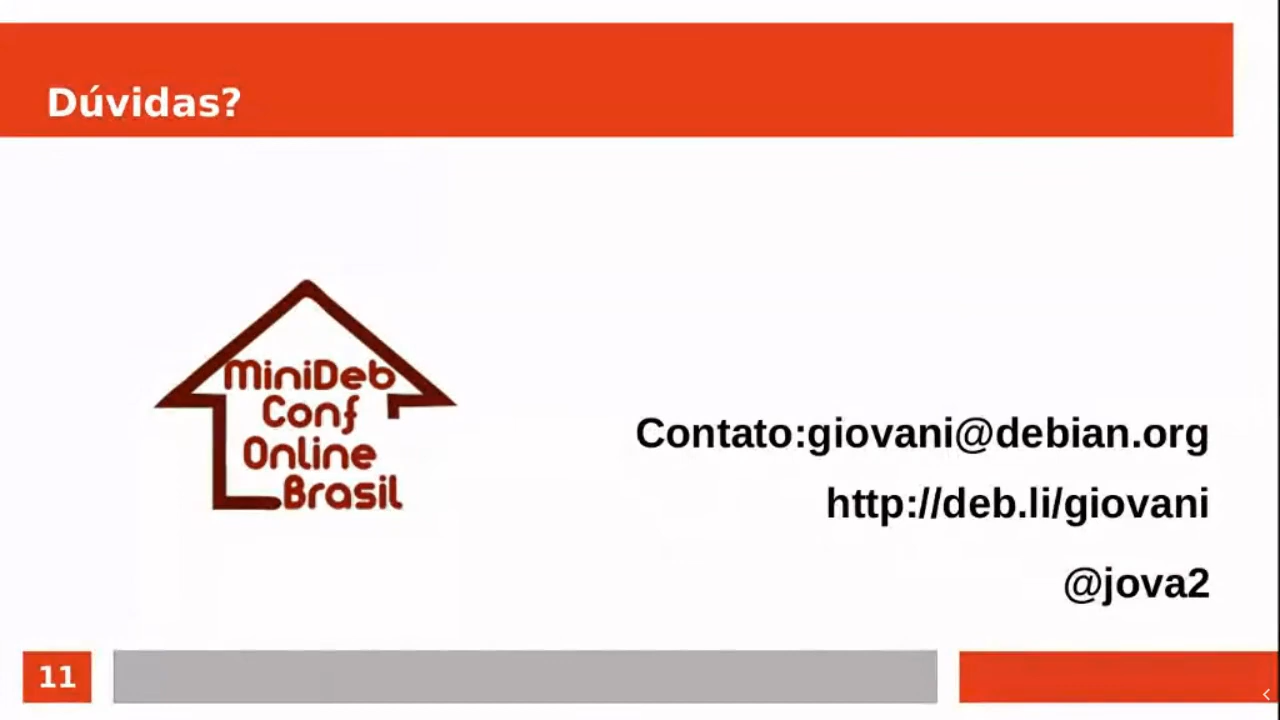 Dúvidas?
MiniDeb
Conf
Online
Brasil
Contato:giovani@debian.org
http://deb.li/giovani
@jova2
11